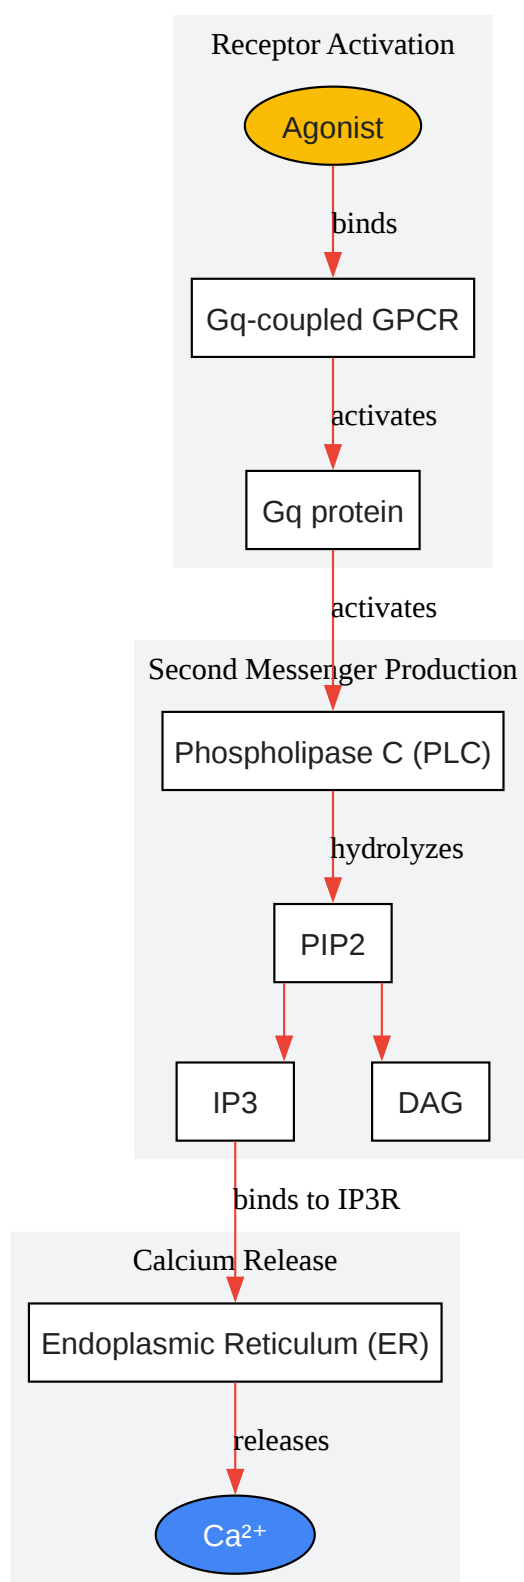 Receptor Activation
Agonist
binds
Gq-coupled GPCR
activates
Gq protein
activates
Second Messenger Production
Phospholipase C (PLC)
hydrolyzes
PIP2
IP3
DAG
binds to IP3R
Calcium Release
Endoplasmic Reticulum (ER)
releases
Ca²⁺